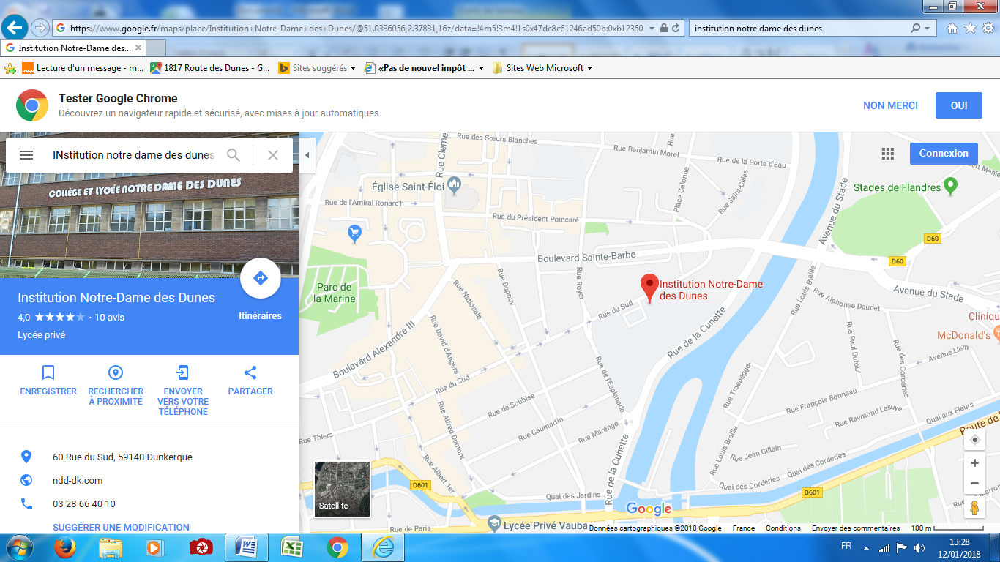 https://www.google.fr/maps/place/Institution+Notre-Dame+des+Dunes/@51.0336056,2.37831,16z/data=!4m5!3m4!1s0x47dc8c61246ad50b:0xb12360
institution notre dame des dunes
Institution Notre-Dame des...
Lecture d'un message - m...
1817 Route des Dunes - G...
Sites suggérés
«Pas de nouvel impôt ...
Sites Web Microsoft
Tester Google Chrome
Découvrez un navigateur rapide et sécurisé, avec mises à jour automatiques.
NON MERCI
OUI
INstitution notre dame des dunes
COLLÈGE ET LYCÉE NOTRE DAME DES DUNES
Institution Notre-Dame des Dunes
4,0 · 10 avis
Lycée privé
Itinéraires
ENREGISTRER
RECHERCHER
À PROXIMITÉ
ENVOYER
VERS VOTRE
TÉLÉPHONE
PARTAGER
60 Rue du Sud, 59140 Dunkerque
ndd-dk.com
03 28 66 40 10
SUGGÉRER UNE MODIFICATION
Connexion
Rue des Sœurs Blanches
Rue Benjamin Morel
Rue de la Porte d'Eau
Rue Clemen
Place Calonne
Rue Saint-Gilles
Avenue du Stade
Église Saint-Éloi
Stades de Flandres
Rue de l'Amiral Ronarc'h
Rue du Président Poincaré
D60
D60
Boulevard Sainte-Barbe
Parc de
la Marine
Rue Nationale
Rue Dupouy
Rue Royer
Institution Notre-Dame
des Dunes
Rue du Sud
Rue Louis Braille
Rue Alphonse Daudet
Avenue du Stade
Cliniqu
McDonald's
Boulevard Alexandre III
Rue David d'Angers
Rue de la Cunette
Rue Paul Dufour
Rue des Corderies
Avenue Liem
Rue du Sud
Rue de l'Esplanade
Rue Traepegge
Rue de Soubise
Rue François Bonneau
Rue Raymond Lasuye
Quai aux Fleurs
Route de
Rue Thiers
Rue Alfred Dumont
Rue Caumartin
Rue Marengo
Rue Louis Braille
Rue Jean Gillain
Rue de la Cunette
Rue Albert 1er
Quai des Corderies
Quai des Corderies
D601
D601
Quai des Jardins
Rue de Paris
Lycée Privé Vauba
Satellite
Google
Données cartographiques ©2018 Google
France
Conditions
Envoyer des commentaires
100 m
FR
13:28
12/01/2018